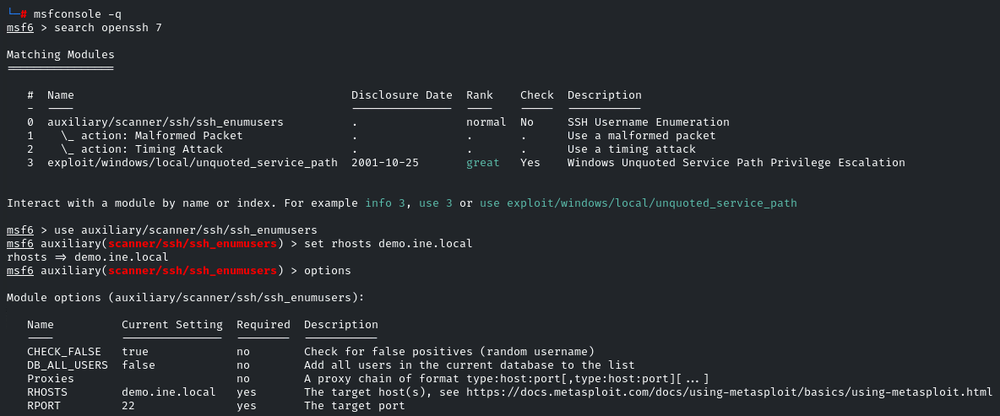 └─# msfconsole -q
msf6 > search openssh 7
Matching Modules
================
#  Name                                     Disclosure Date  Rank    Check  Description
-  ----                                     ---------------  ----    -----  -----------
0  auxiliary/scanner/ssh/ssh_enumusers      .                normal  No     SSH Username Enumeration
1    \_ action: Malformed Packet            .                .       .      Use a malformed packet
2    \_ action: Timing Attack               .                .       .      Use a timing attack
3  exploit/windows/local/unquoted_service_path  2001-10-25       great   Yes    Windows Unquoted Service Path Privilege Escalation
Interact with a module by name or index. For example info 3, use 3 or use exploit/windows/local/unquoted_service_path
msf6 > use auxiliary/scanner/ssh/ssh_enumusers
msf6 auxiliary(scanner/ssh/ssh_enumusers) > set rhosts demo.ine.local
rhosts => demo.ine.local
msf6 auxiliary(scanner/ssh/ssh_enumusers) > options
Module options (auxiliary/scanner/ssh/ssh_enumusers):
Name          Current Setting  Required  Description
----          ---------------  --------  -----------
CHECK_FALSE   true             no        Check for false positives (random username)
DB_ALL_USERS  false            no        Add all users in the current database to the list
Proxies                        no        A proxy chain of format type:host:port[,type:host:port][...]
RHOSTS        demo.ine.local   yes       The target host(s), see https://docs.metasploit.com/docs/using-metasploit/basics/using-metasploit.html
RPORT         22               yes       The target port